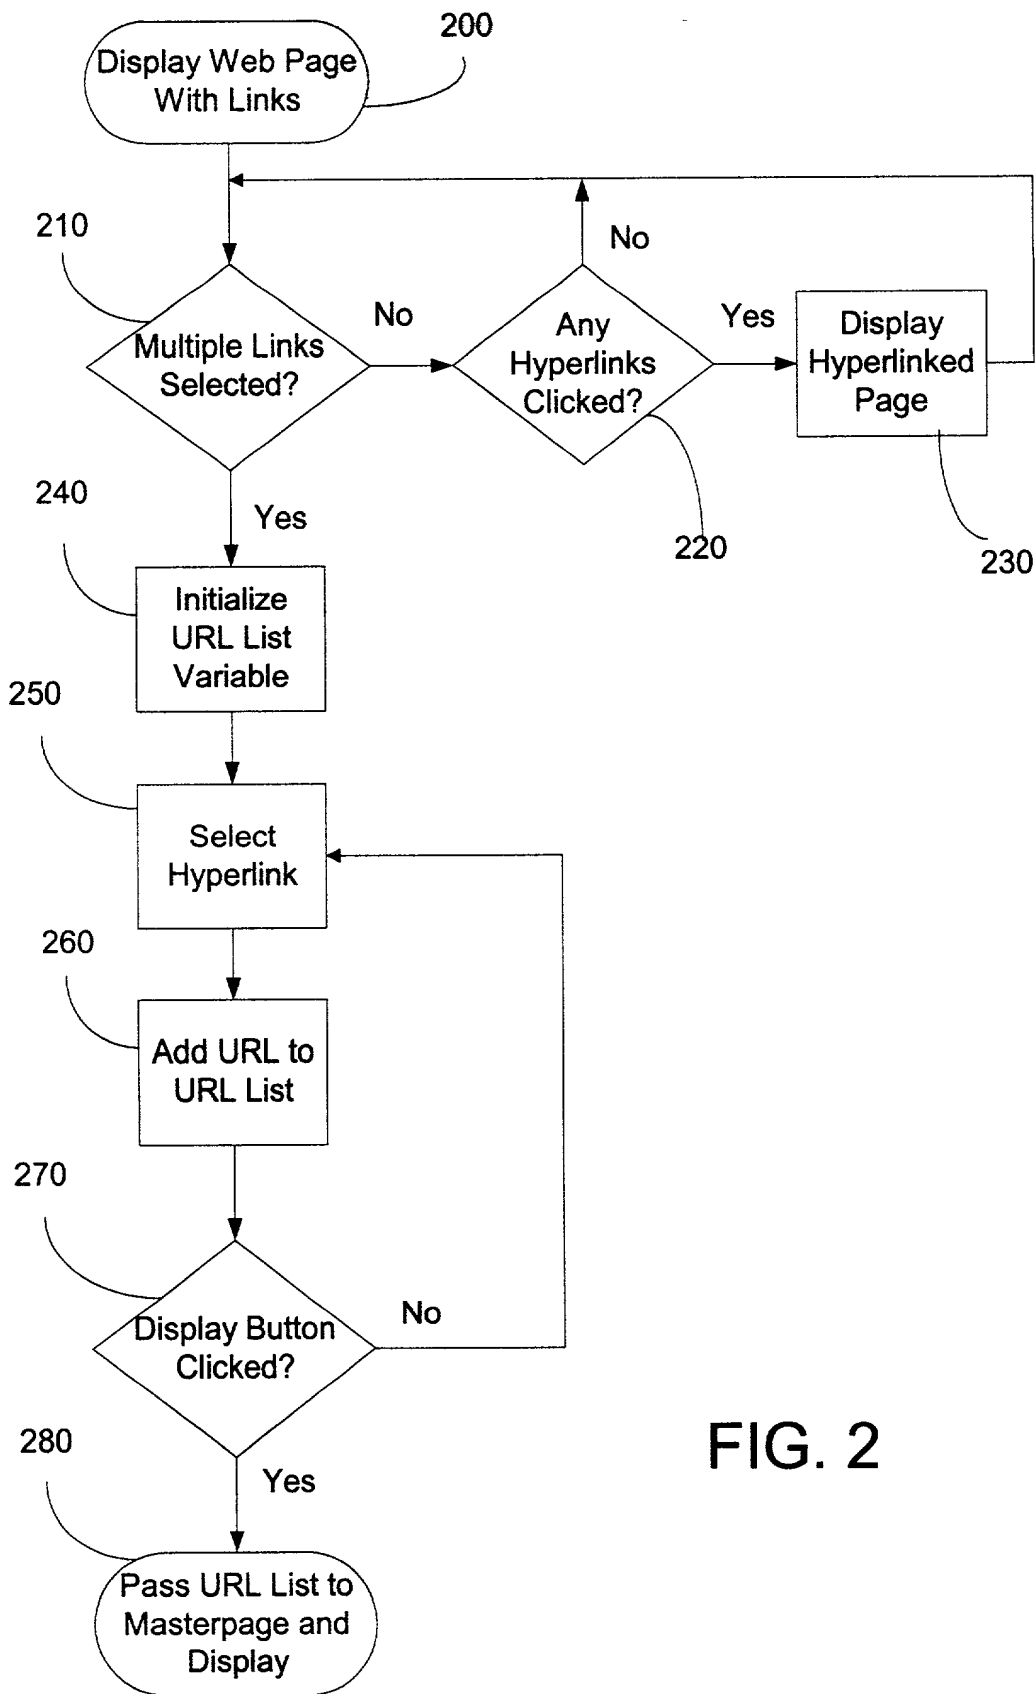 200
Display Web Page
With Links
210
No
No
Yes
Multiple Links
Selected?
Any
Hyperlinks
Clicked?
Display
Hyperlinked
Page
240
Yes
220
230
Initialize
URL List
Variable
250
Select
Hyperlink
260
Add URL to
URL List
270
No
Display Button
Clicked?
FIG. 2
280
Yes
Pass URL List to
Masterpage and
Display